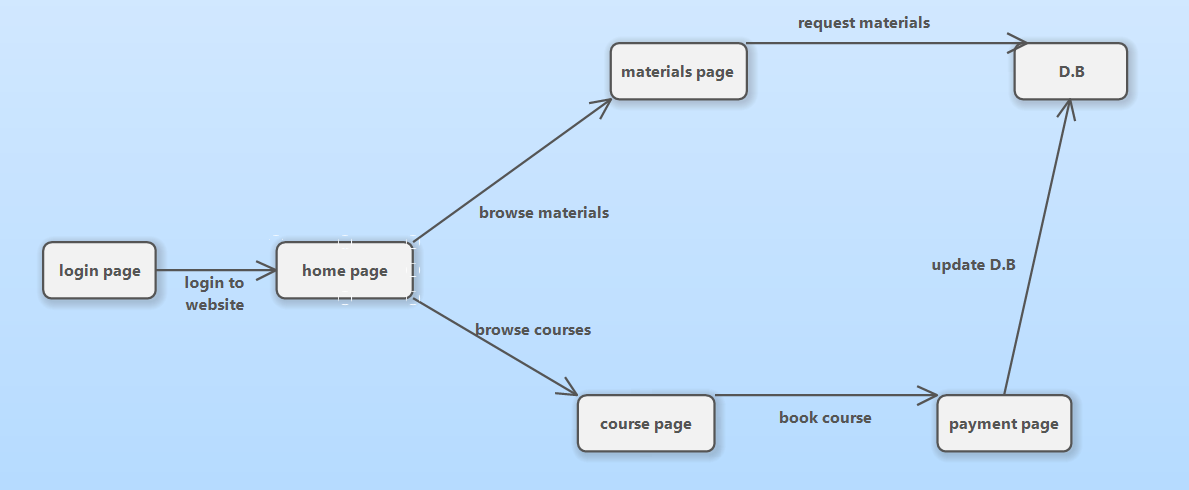 request materials
materials page
D.B
browse materials
login page
home page
update D.B
login to
website
browse courses
course page
book course
payment page